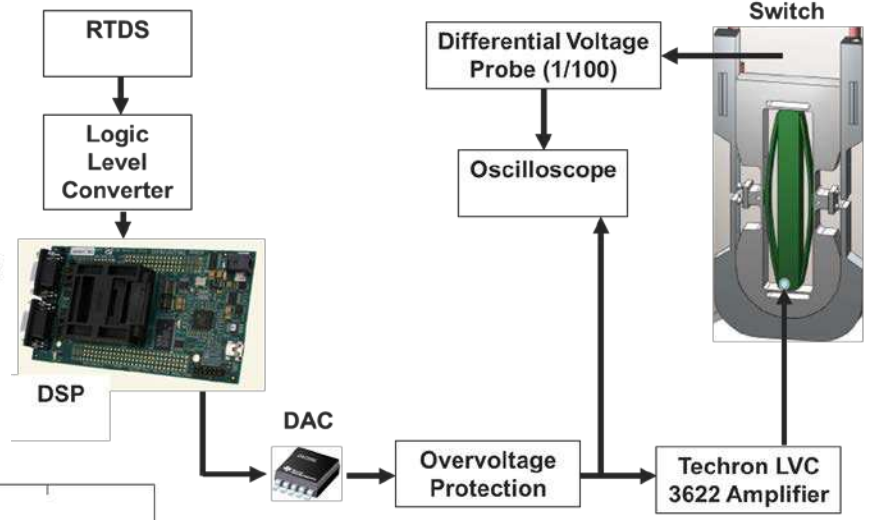 RTDS
Logic
Level
Converter
DSP
DAC
Overvoltage
Protection
Techron LVC
3622 Amplifier
Differential Voltage
Probe (1/100)
Oscilloscope
Switch